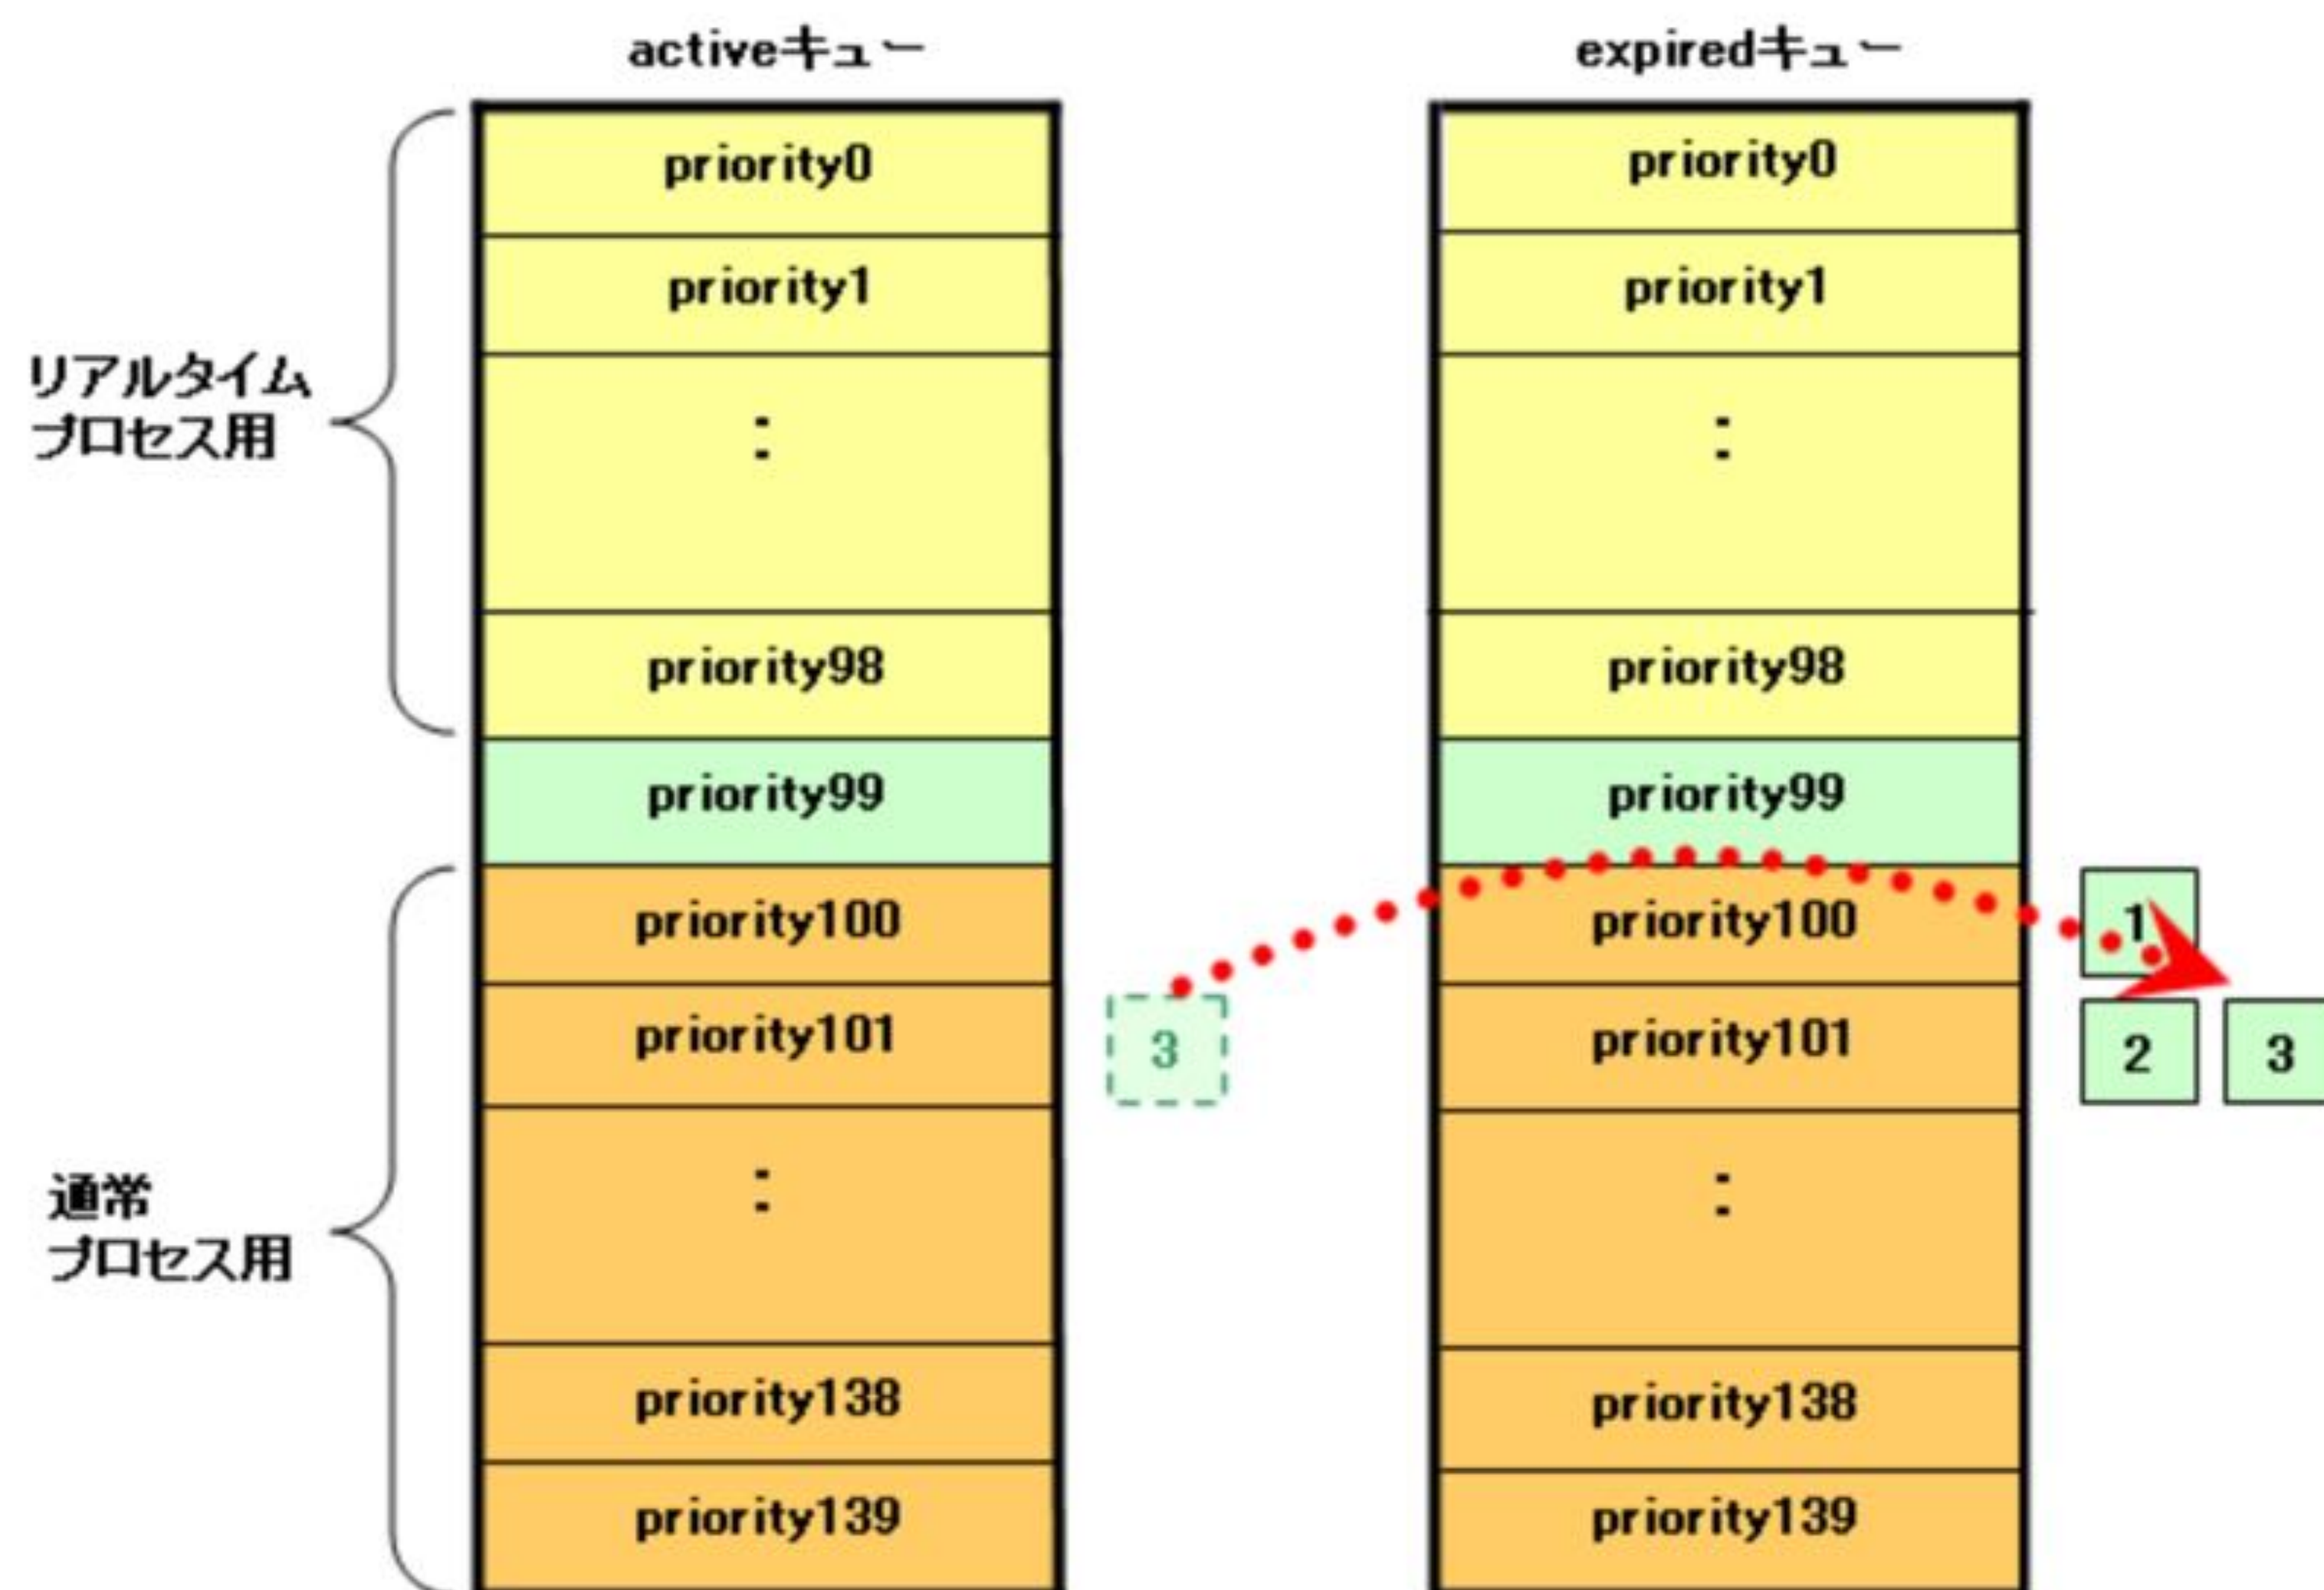 activeキュー
expiredキュー
priority0
priority0
priority1
priority1
リアルタイム
プロセス用
:
:
priority98
priority98
priority99
priority99
priority100
priority100
1
priority101
3
priority101
2
3
通常
プロセス用
:
:
priority138
priority138
priority139
priority139